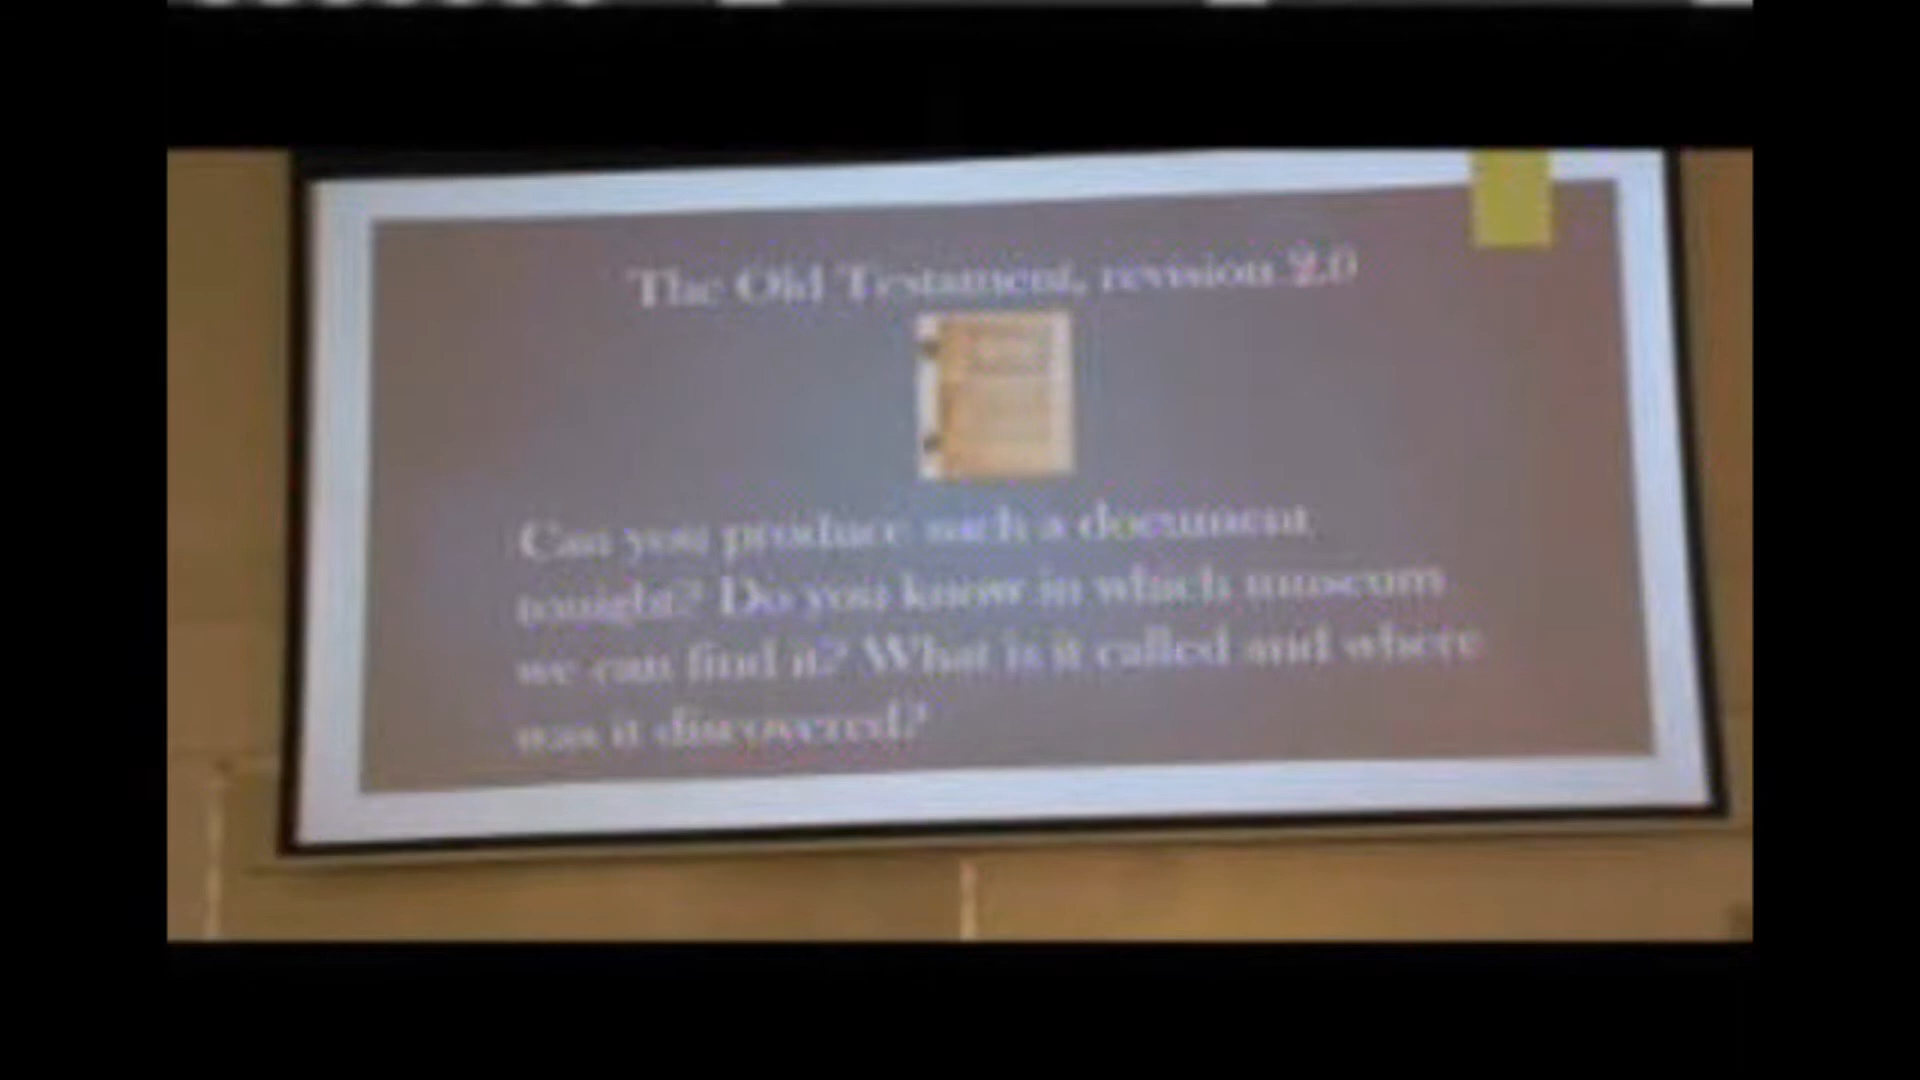 The Old Testament, revision 2.0
Can you produce such a document
tonight? Do you know in which museum
we can find it? What is it called and where
was it discovered?